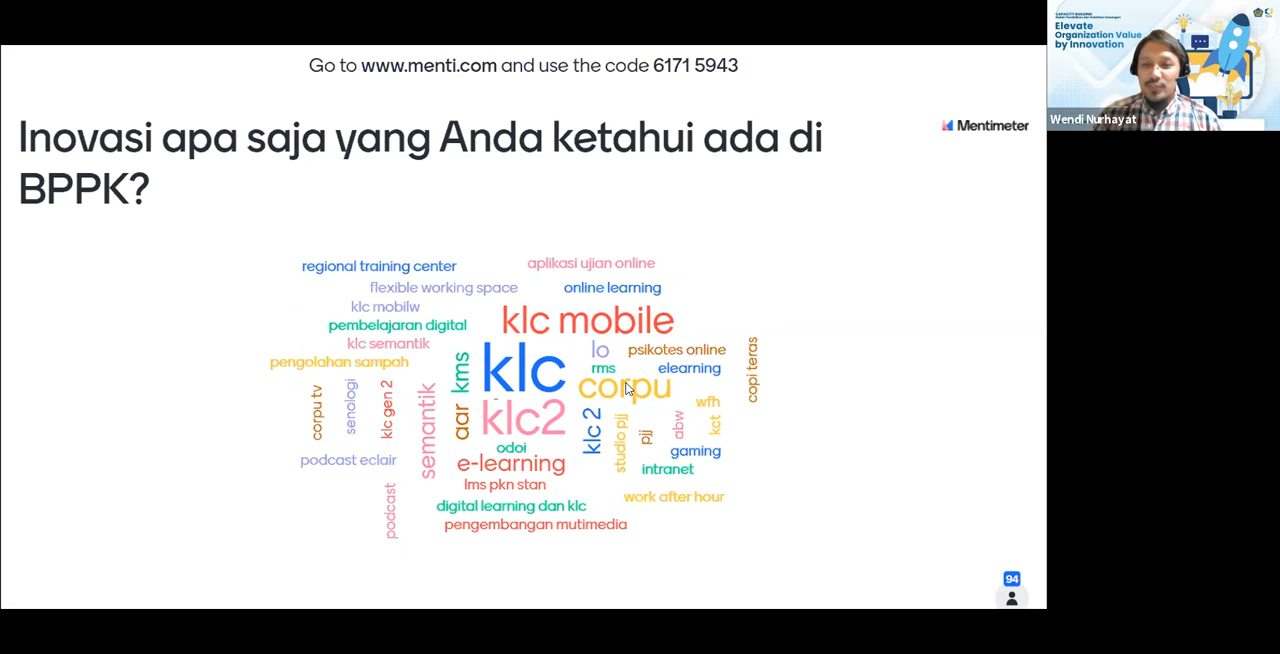 Go to www.menti.com and use the code 6171 5943
Mentimeter
Inovasi apa saja yang Anda ketahui ada di
BPPK?
regional training center
aplikasi ujian online
flexible working space
online learning
klc mobilw
klc mobile
pembelajaran digital
klc semantik
lo
psikotes online
pengolahan sampah
kms
klc
rms
elearning
copi teras
corpu
corpu tv
senologi
klc gen 2
semantik
aar
klc2
klc 2
studio pjj
pjj
abw
wfh
kct
odoi
gaming
podcast eclair
e-learning
intranet
lms pkn stan
work after hour
podcast
digital learning dan klc
pengembangan mutimedia
94
CAPACITY BUILDING
Elevate
Organization Value
by Innovation
Wendi Nurhayat